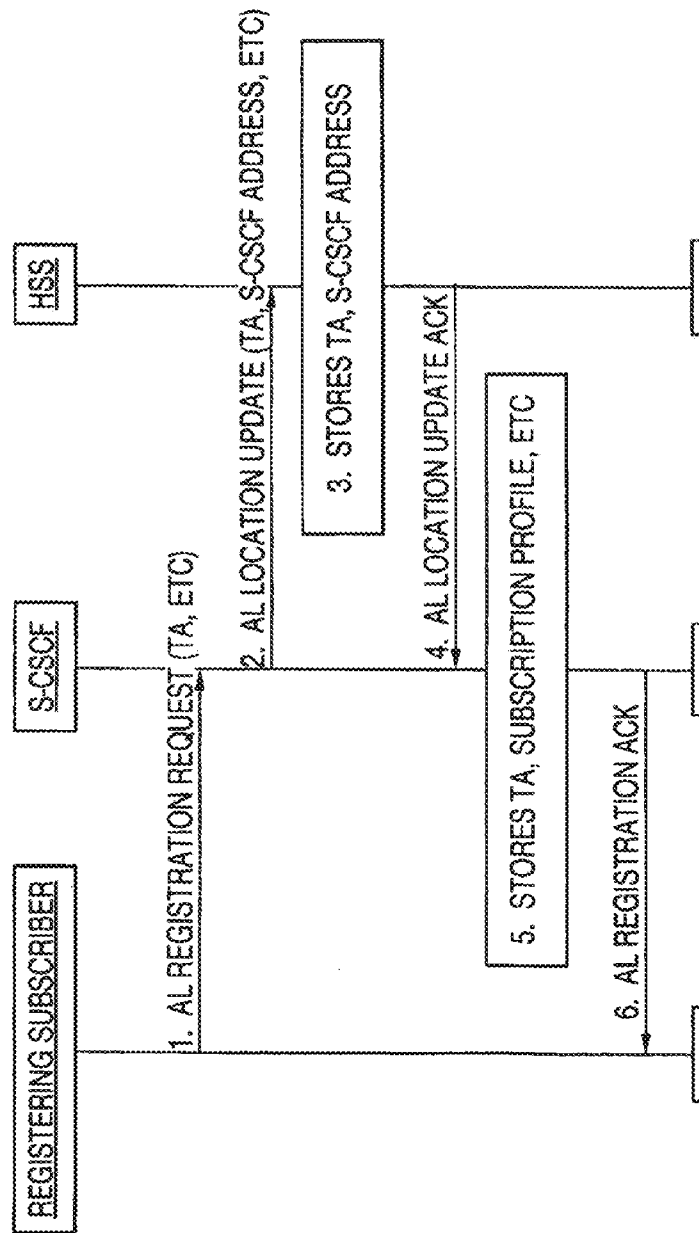 REGISTERING SUBSCRIBER
S-CSCF
HSS
1. AL REGISTRATION REQUEST (TA, ETC)
2. AL LOCATION UPDATE (TA, S-CSCF ADDRESS, ETC)
3. STORES TA, S-CSCF ADDRESS
4. AL LOCATION UPDATE ACK
5. STORES TA, SUBSCRIPTION PROFILE, ETC
6. AL REGISTRATION ACK